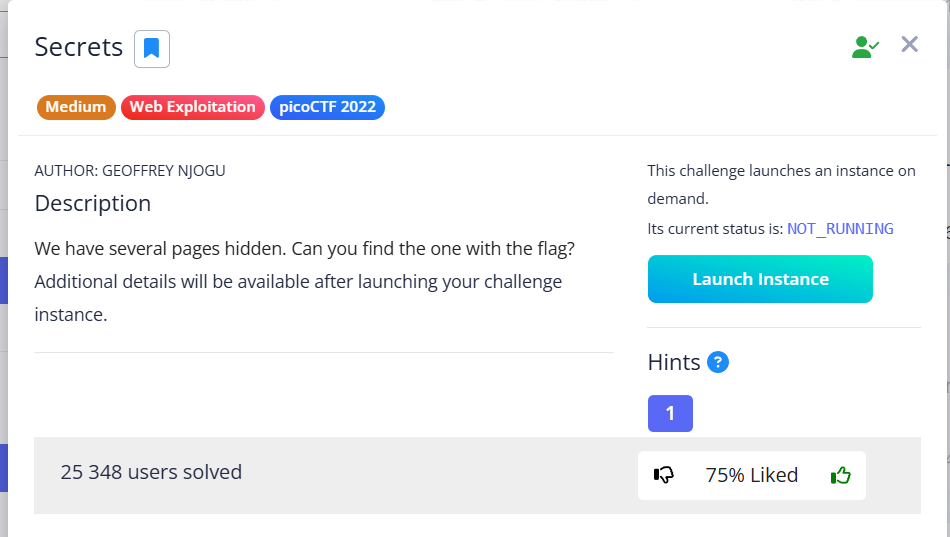 Secrets
Medium Web Exploitation picoCTF 2022
AUTHOR: GEOFFREY NJOGU
Description
We have several pages hidden. Can you find the one with the flag?
Additional details will be available after launching your challenge
instance.
This challenge launches an instance on
demand.
Its current status is: NOT_RUNNING
Launch Instance
Hints ?
1
25 348 users solved
75% Liked